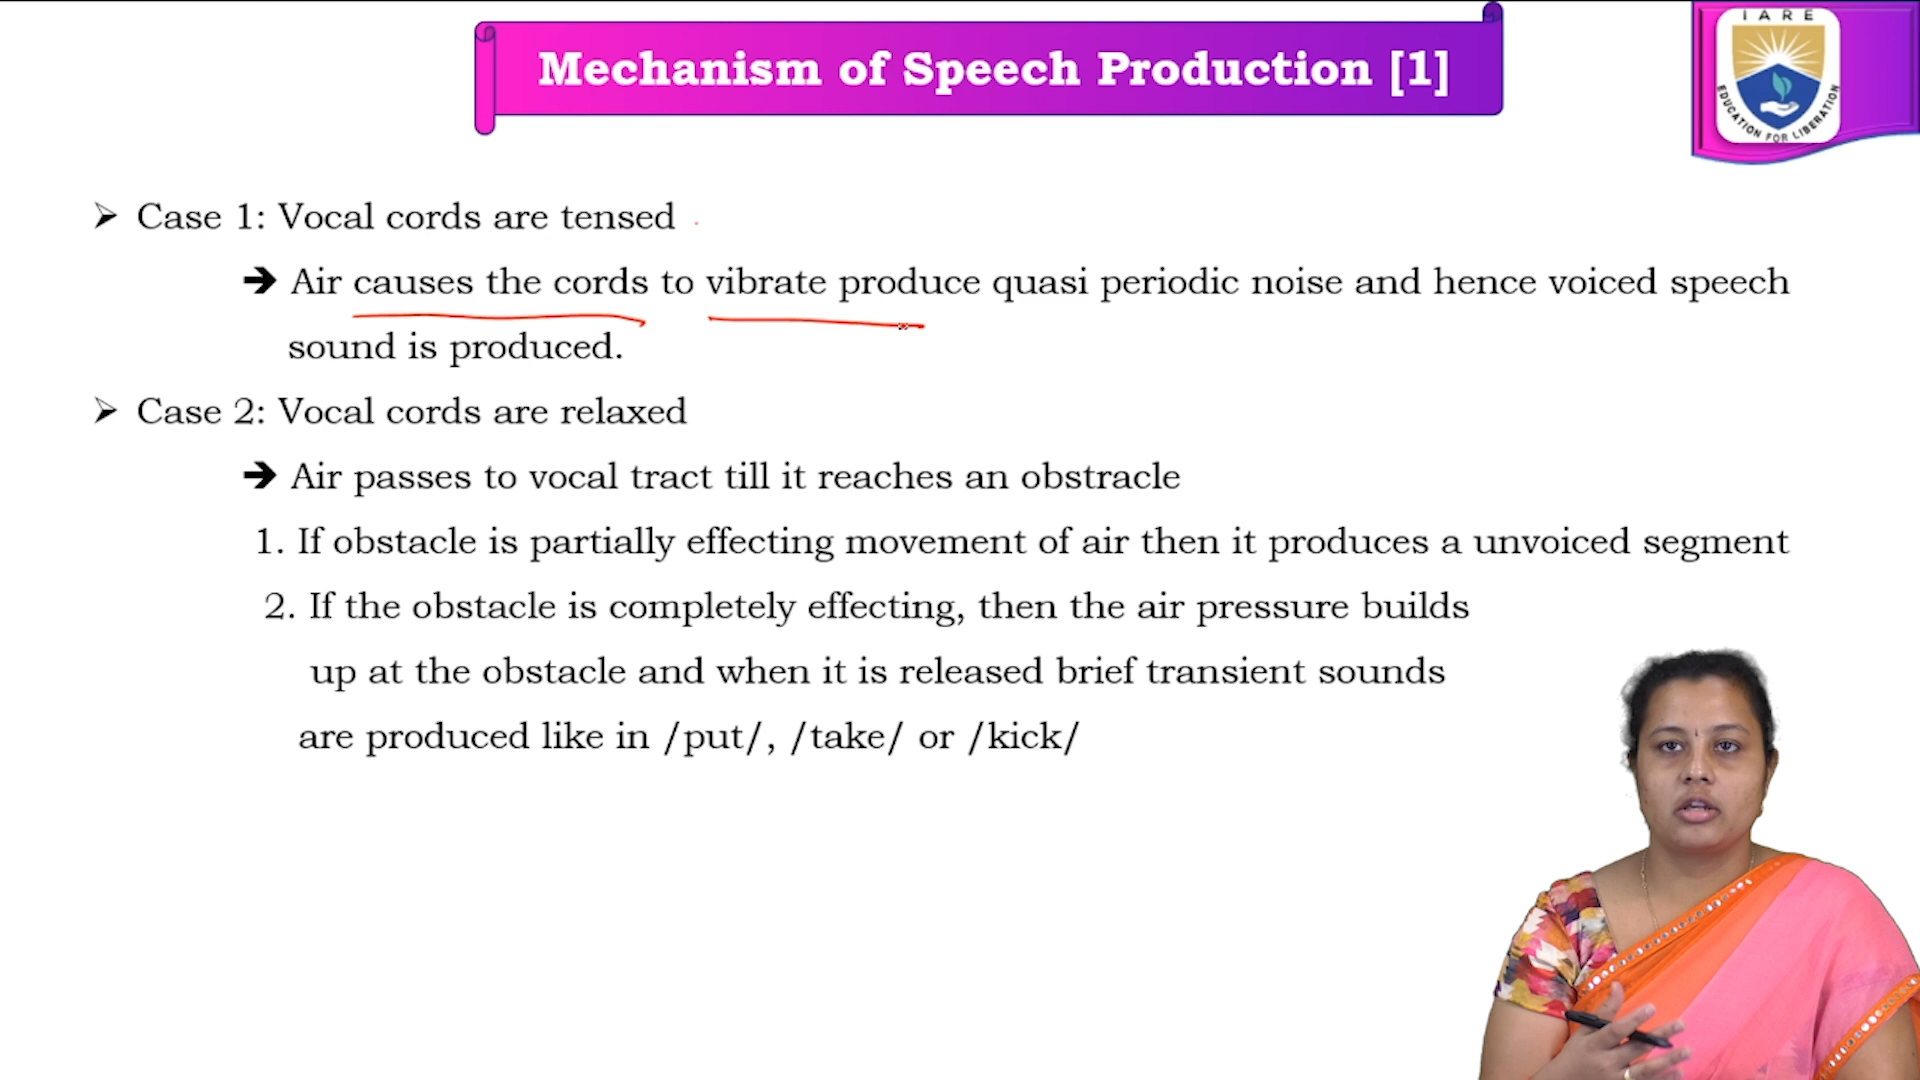 Mechanism of Speech Production [1]
IARE
EDUCATION FOR LIBERATION
➢ Case 1: Vocal cords are tensed
➔ Air causes the cords to vibrate produce quasi periodic noise and hence voiced speech
sound is produced.
➢ Case 2: Vocal cords are relaxed
➔ Air passes to vocal tract till it reaches an obstracle
1. If obstacle is partially effecting movement of air then it produces a unvoiced segment
2. If the obstacle is completely effecting, then the air pressure builds
up at the obstacle and when it is released brief transient sounds
are produced like in /put/, /take/ or /kick/